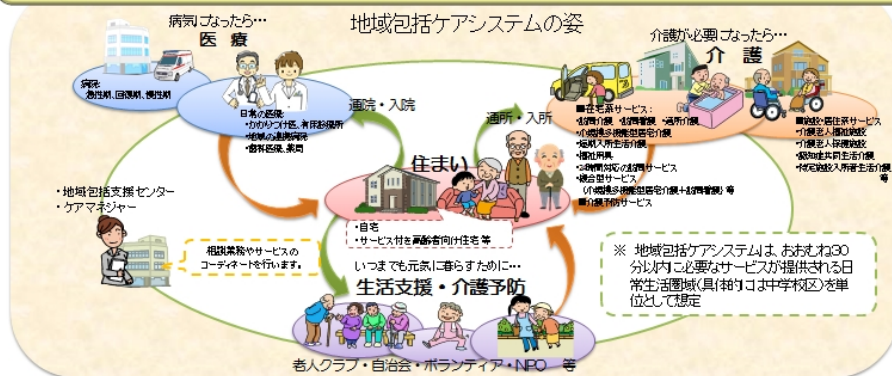 地域包括ケアシステムの姿
病気になったら…
医 療
病院:
急性期、回復期、慢性期
日常の医療:
・かかりつけ医、有床診療所
・地域の連携病院
・歯科医療、薬局
通院・入院
通所・入所
介護が必要になったら…
介 護
■在宅系サービス:
・訪問介護 ・訪問看護 ・通所介護
・小規模多機能型居宅介護
・短期入所生活介護
・福祉用具
・24時間対応の訪問サービス
・複合型サービス
(小規模多機能型居宅介護+訪問看護) 等
■介護予防サービス
■施設・居住系サービス
・介護老人福祉施設
・介護老人保健施設
・認知症共同生活介護
・特定施設入所者生活介護
等
住まい
・自宅
・サービス付き高齢者向け住宅 等
・地域包括支援センター
・ケアマネジャー
相談業務やサービスの
コーディネートを行います。
いつまでも元気に暮らすために…
生活支援・介護予防
老人クラブ・自治会・ボランティア・NPO 等
※ 地域包括ケアシステムは、おおむね30
分以内に必要なサービスが提供される日
常生活圏域(具体的には中学校区)を単
位として想定